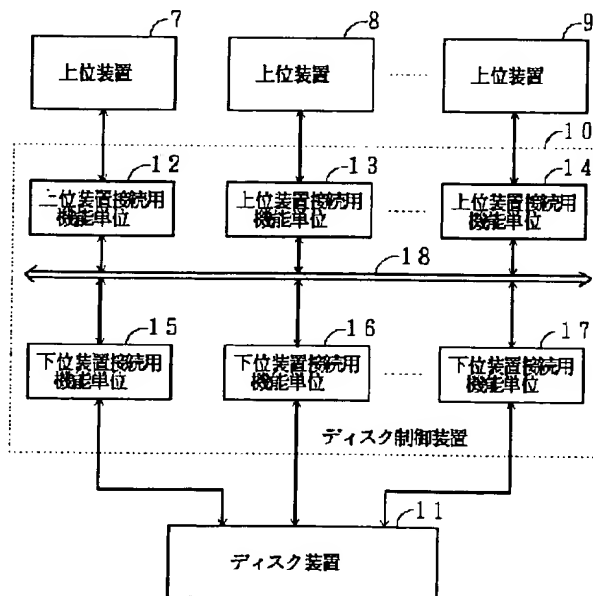 7 8 9
上位装置 上位装置 ‥‥‥ 上位装置
10
12 13 14
上位装置接続用 上位装置接続用 上位装置接続用
機能単位 機能単位 ‥‥‥ 機能単位
18
15 16 17
下位装置接続用 下位装置接続用 下位装置接続用
機能単位 機能単位 ‥‥‥ 機能単位
ディスク制御装置
11
ディスク装置